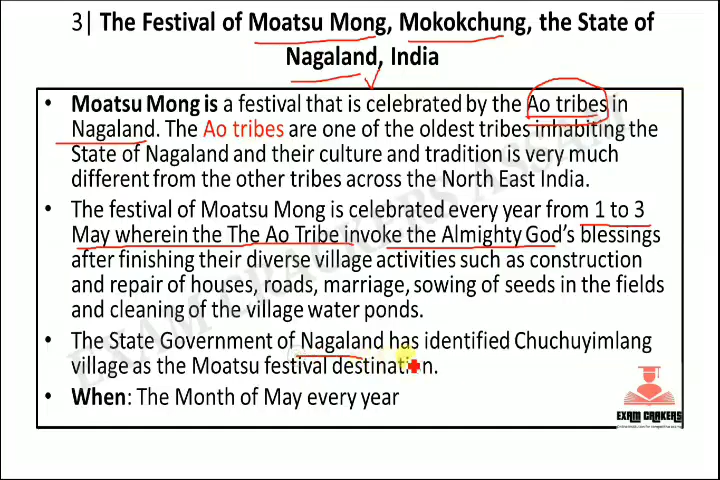 3| The Festival of Moatsu Mong, Mokokchung, the State of
Nagaland, India
• Moatsu Mong is a festival that is celebrated by the Ao tribes in
Nagaland. The Ao tribes are one of the oldest tribes inhabiting the
State of Nagaland and their culture and tradition is very much
different from the other tribes across the North East India.
• The festival of Moatsu Mong is celebrated every year from 1 to 3
May wherein the The Ao Tribe invoke the Almighty God's blessings
after finishing their diverse village activities such as construction
and repair of houses, roads, marriage, sowing of seeds in the fields
and cleaning of the village water ponds.
• The State Government of Nagaland has identified Chuchuyimlang
village as the Moatsu festival destination.
• When: The Month of May every year
EXAM CRAKERS
EXAM CRACKERS ASSAM